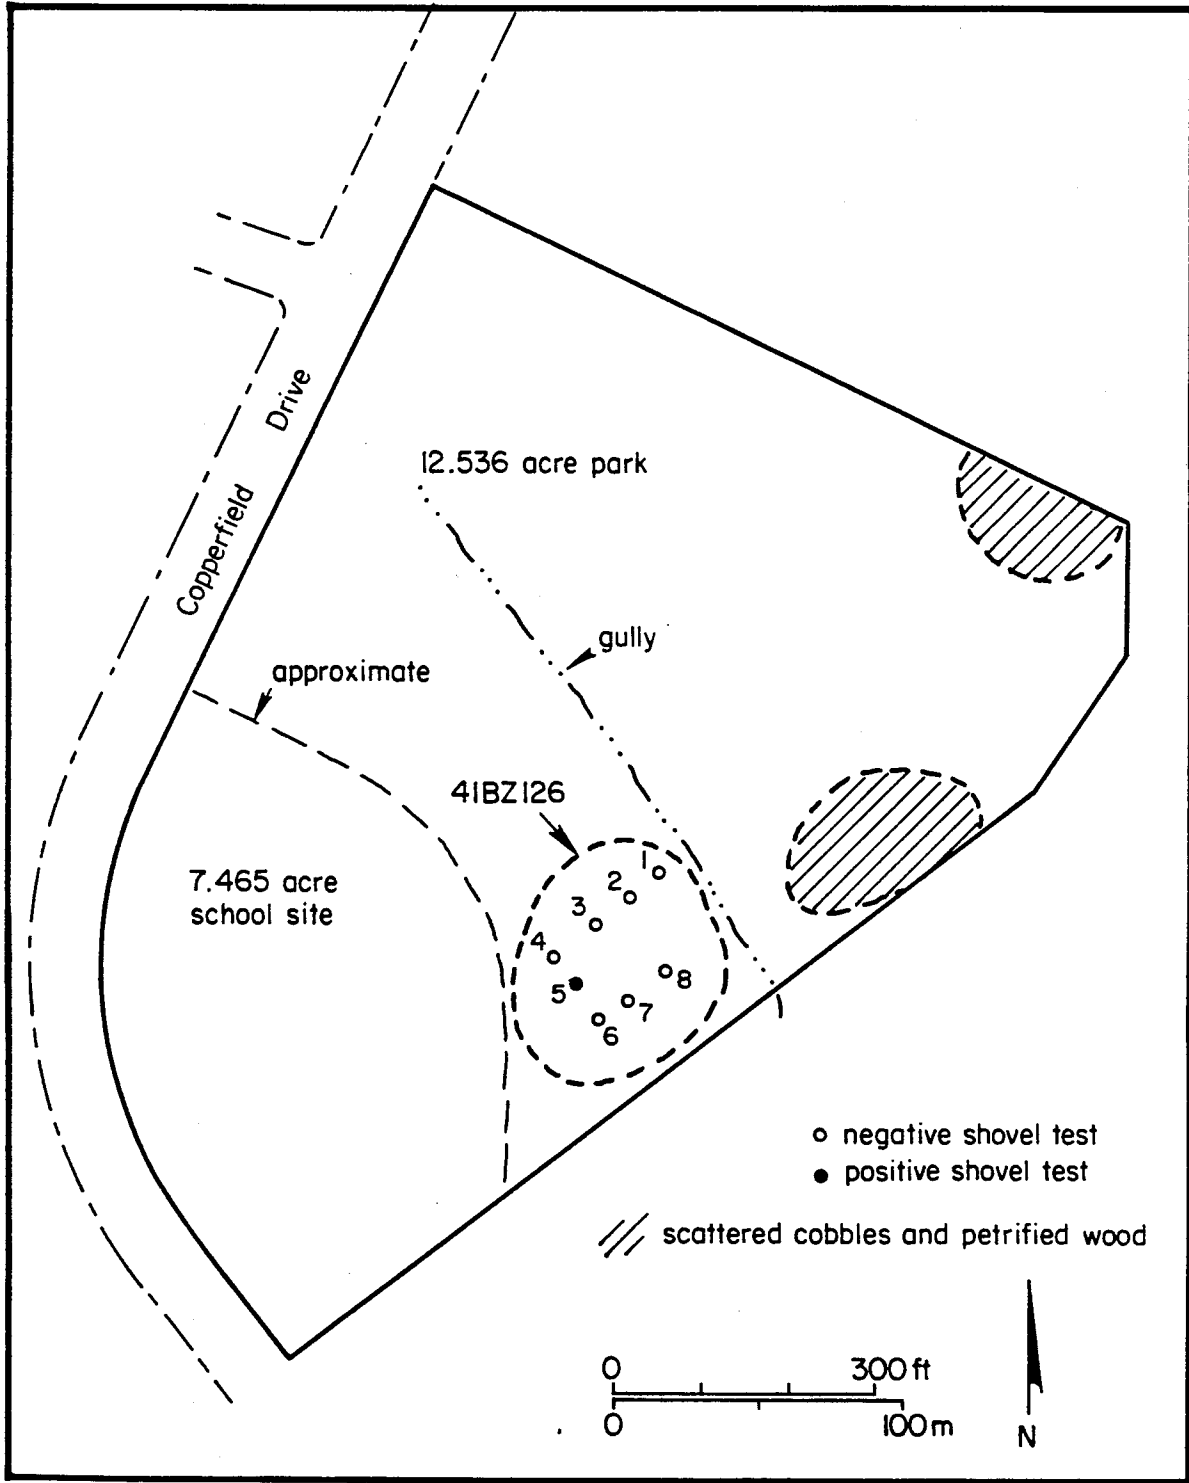 Copperfield Drive
12.536 acre park
gully
approximate
41BZ126
7.465 acre
school site
1
2
3
4
5
6
7
8
negative shovel test
positive shovel test
scattered cobbles and petrified wood
0 300 ft
0 100 m
N